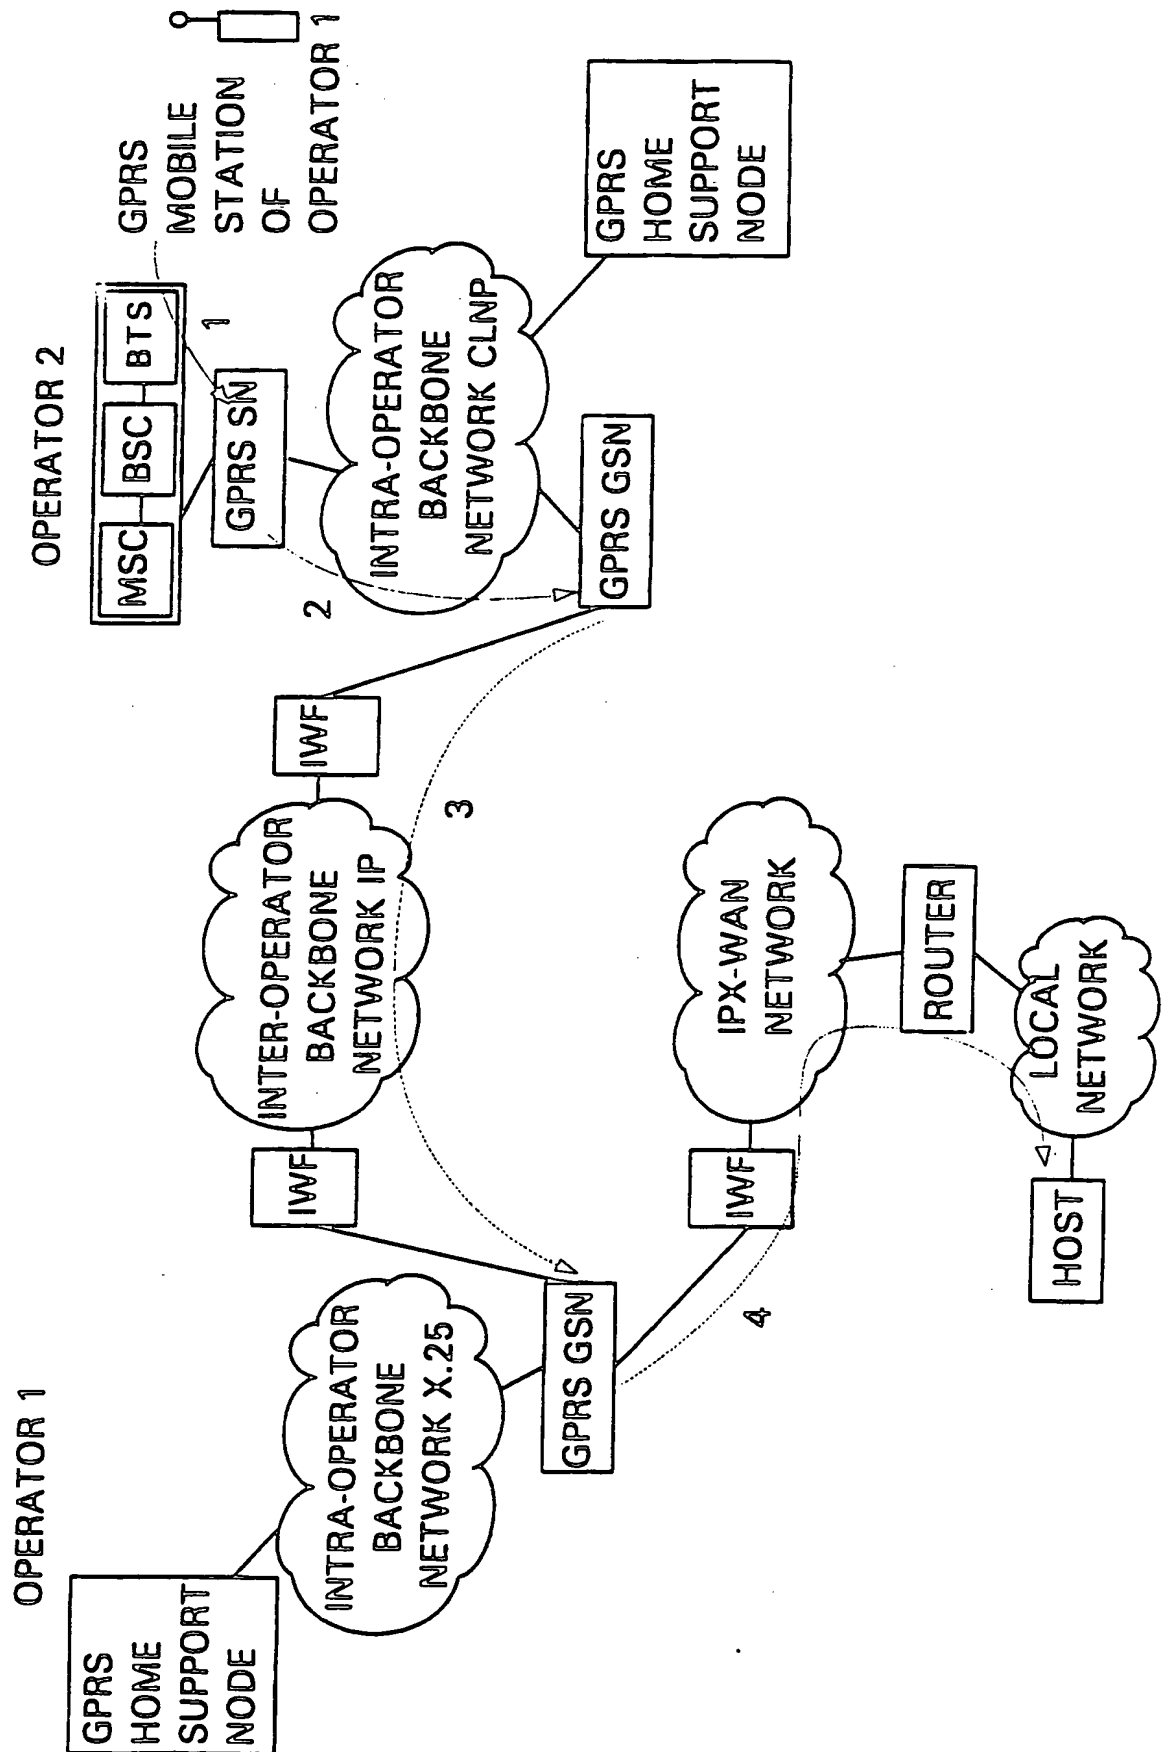 OPERATOR 1
OPERATOR 2
GPRS
HOME
SUPPORT
NODE
INTRA-OPERATOR
BACKBONE
NETWORK X.25
GPRS GSN
IWF
INTER-OPERATOR
BACKBONE
NETWORK IP
IWF
3
MSC
BSC
BTS
GPRS SN
1
2
GPRS
MOBILE
STATION
OF
OPERATOR 1
INTRA-OPERATOR
BACKBONE
NETWORK CLNP
GPRS GSN
GPRS
HOME
SUPPORT
NODE
4
IWF
IPX-WAN
NETWORK
ROUTER
LOCAL
NETWORK
HOST